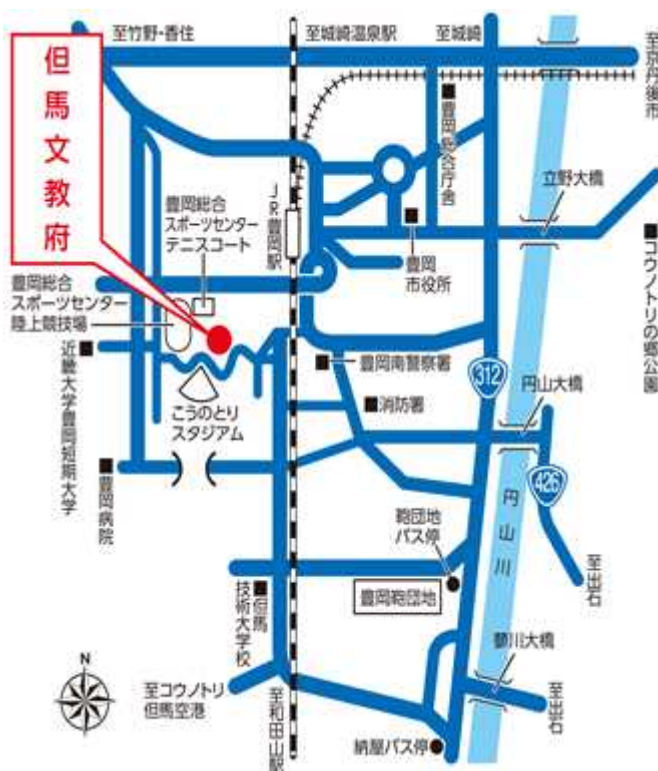 至竹野・香住
至城崎温泉駅
至城崎
至京丹後市
但馬文教府
豊岡総合庁舎
JR豊岡駅
立野大橋
豊岡総合
スポーツセンター
テニスコート
豊岡
市役所
コウノトリの郷公園
豊岡総合
スポーツセンター
陸上競技場
近畿大学豊岡短期大学
豊岡南警察署
312
円山大橋
消防署
こうのとり
スタジアム
426
豊岡病院
円山川
鞄団地
バス停
至出石
豊岡鞄団地
但馬
技術大学校
蓼川大橋
N
至コウノトリ
但馬空港
至和田山駅
至出石
納屋バス停